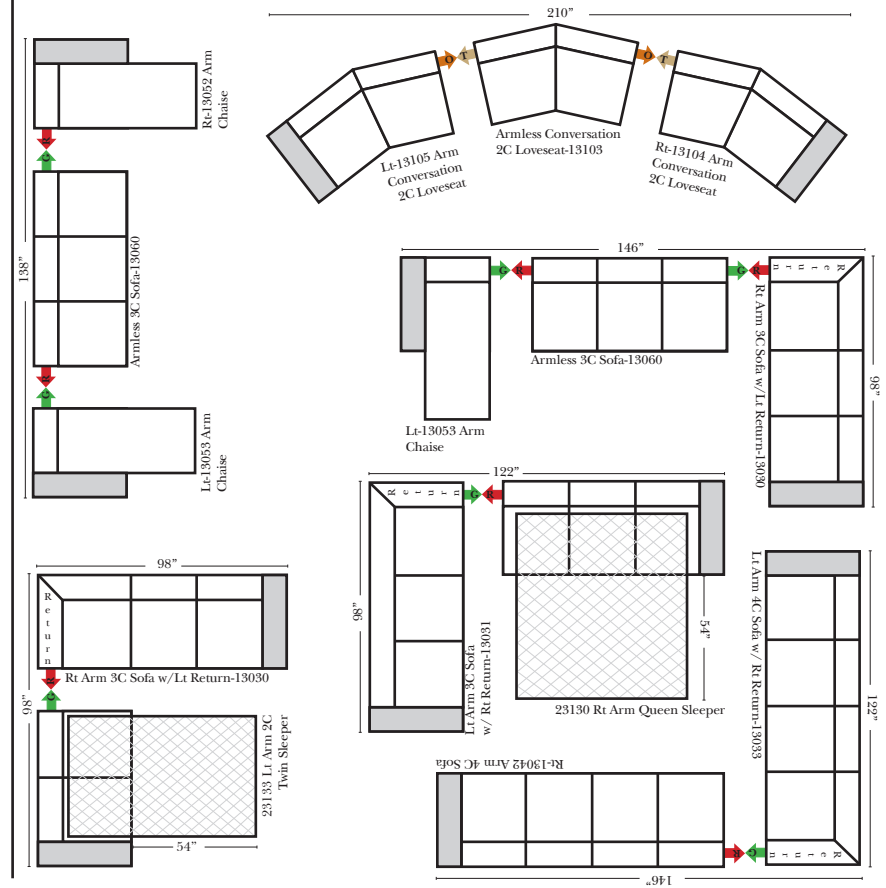 210”
O T
O T
Lt-13105 Arm
Conversation
2C Loveseat
Armless Conversation
2C Loveseat-13103
Rt-13104 Arm
Conversation
2C Loveseat
Rt-13052 Arm
Chaise
R
G
138”
Armless 3C Sofa-13060
R
G
Lt-13053 Arm
Chaise
146”
G R
G R
Return
Armless 3C Sofa-13060
Rt Arm 3C Sofa w/Lt Return-13030
98”
Lt-13053 Arm
Chaise
122”
Return
G R
98”
54”
Lt Arm 3C Sofa
w/ Rt Return-13031
23130 Rt Arm Queen Sleeper
98”
Return
Rt Arm 3C Sofa w/Lt Return-13030
R
G
98”
23133 Lt Arm 2C
Twin Sleeper
54”
Lt Arm 4C Sofa w/ Rt Return-13033
122”
Rt-13042 Arm 4C Sofa
R G
Return
146”